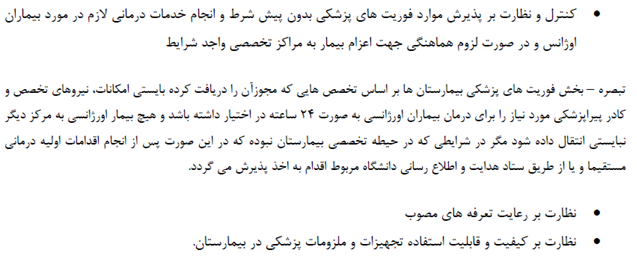 • کنترل و نظارت بر پذیرش موارد فوریت های پزشکی بدون پیش شرط و انجام خدمات درمانی لازم در مورد بیماران
اوژانس و در صورت لزوم هماهنگی جهت اعزام بیمار به مراکز تخصصی واجد شرایط
تبصره – بخش فوریت های پزشکی بیمارستان ها بر اساس تخصص هایی که مجوزآن را دریافت کرده بایستی امکانات، نیروهای تخصص و
کادر پیراپزشکی مورد نیاز را برای درمان بیماران اورژانسی به صورت ۲۴ ساعته در اختیار داشته باشد و هیچ بیمار اورژانسی به مرکز دیگر
نبایستی انتقال داده شود مگر در شرایطی که در حیطه تخصصی بیمارستان نبوده که در این صورت پس از انجام اقدامات اولیه درمانی
مستقیما و یا از طریق ستاد هدایت و اطلاع رسانی دانشگاه مربوط اقدام به اخذ پذیرش می گردد.
• نظارت بر رعایت تعرفه های مصوب
• نظارت بر کیفیت و قابلیت استفاده تجهیزات و ملزومات پزشکی در بیمارستان.